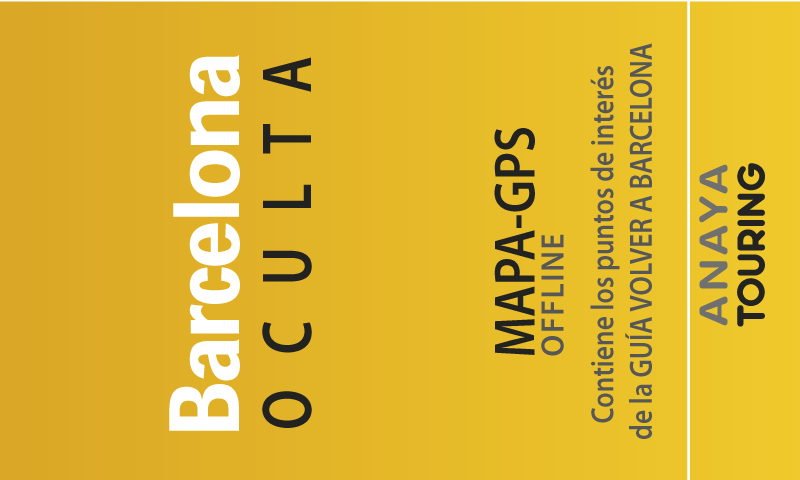 Barcelona
OCULTA
MAPA-GPS
OFFLINE
Contiene los puntos de interés
de la GUÍA VOLVER A BARCELONA
ANAYA
TOURING